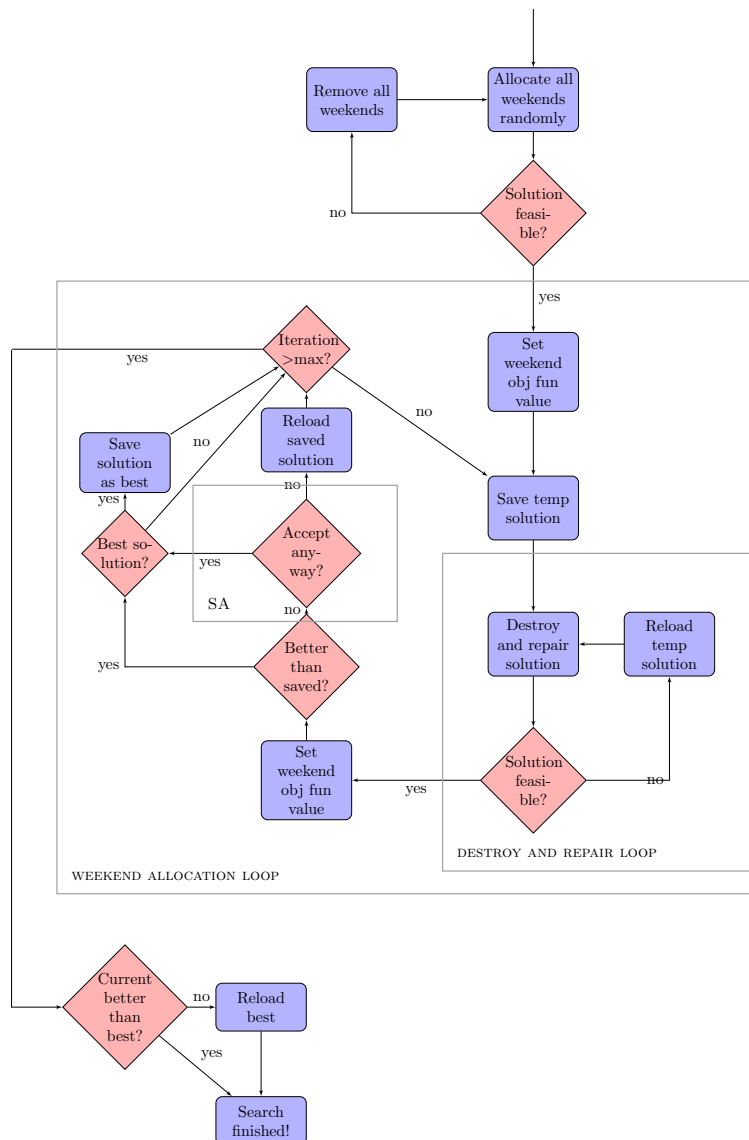 Remove all
weekends
Allocate all
weekends
randomly
Solution
feasi-
ble?
no
yes
Iteration
>max?
yes
Set
weekend
obj fun
value
no
Save
solution
as best
no
Reload
saved
solution
yes
no
Save temp
solution
Best so-
lution?
yes
Accept
any-
way?
SA
no
Better
than
saved?
yes
Destroy
and repair
solution
Reload
temp
solution
Set
weekend
obj fun
value
yes
Solution
feasi-
ble?
no
DESTROY AND REPAIR LOOP
WEEKEND ALLOCATION LOOP
Current
better
than
best?
no
Reload
best
yes
Search
finished!